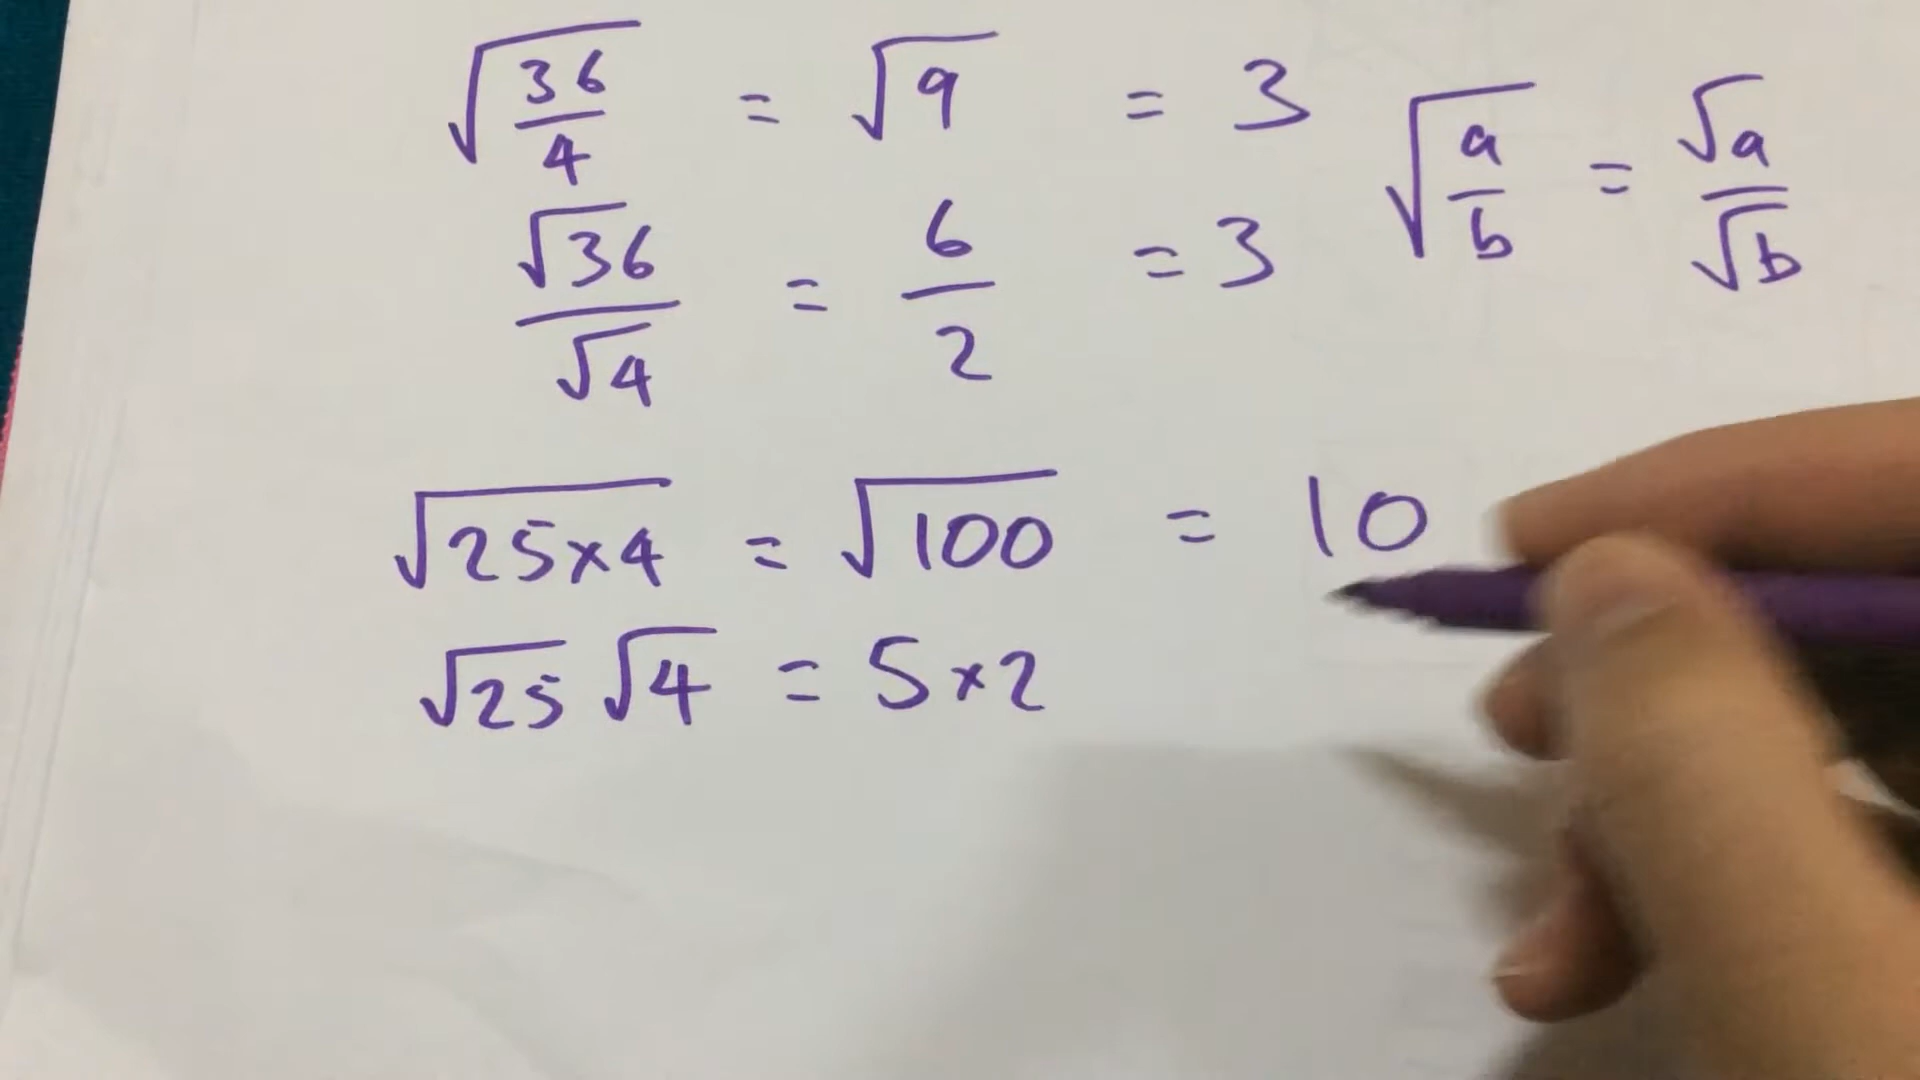 √(36/4) = √9 = 3
√(a/b) = √a/√b
√36/√4 = 6/2 = 3
√(25×4) = √100 = 10
√25 √4 = 5×2